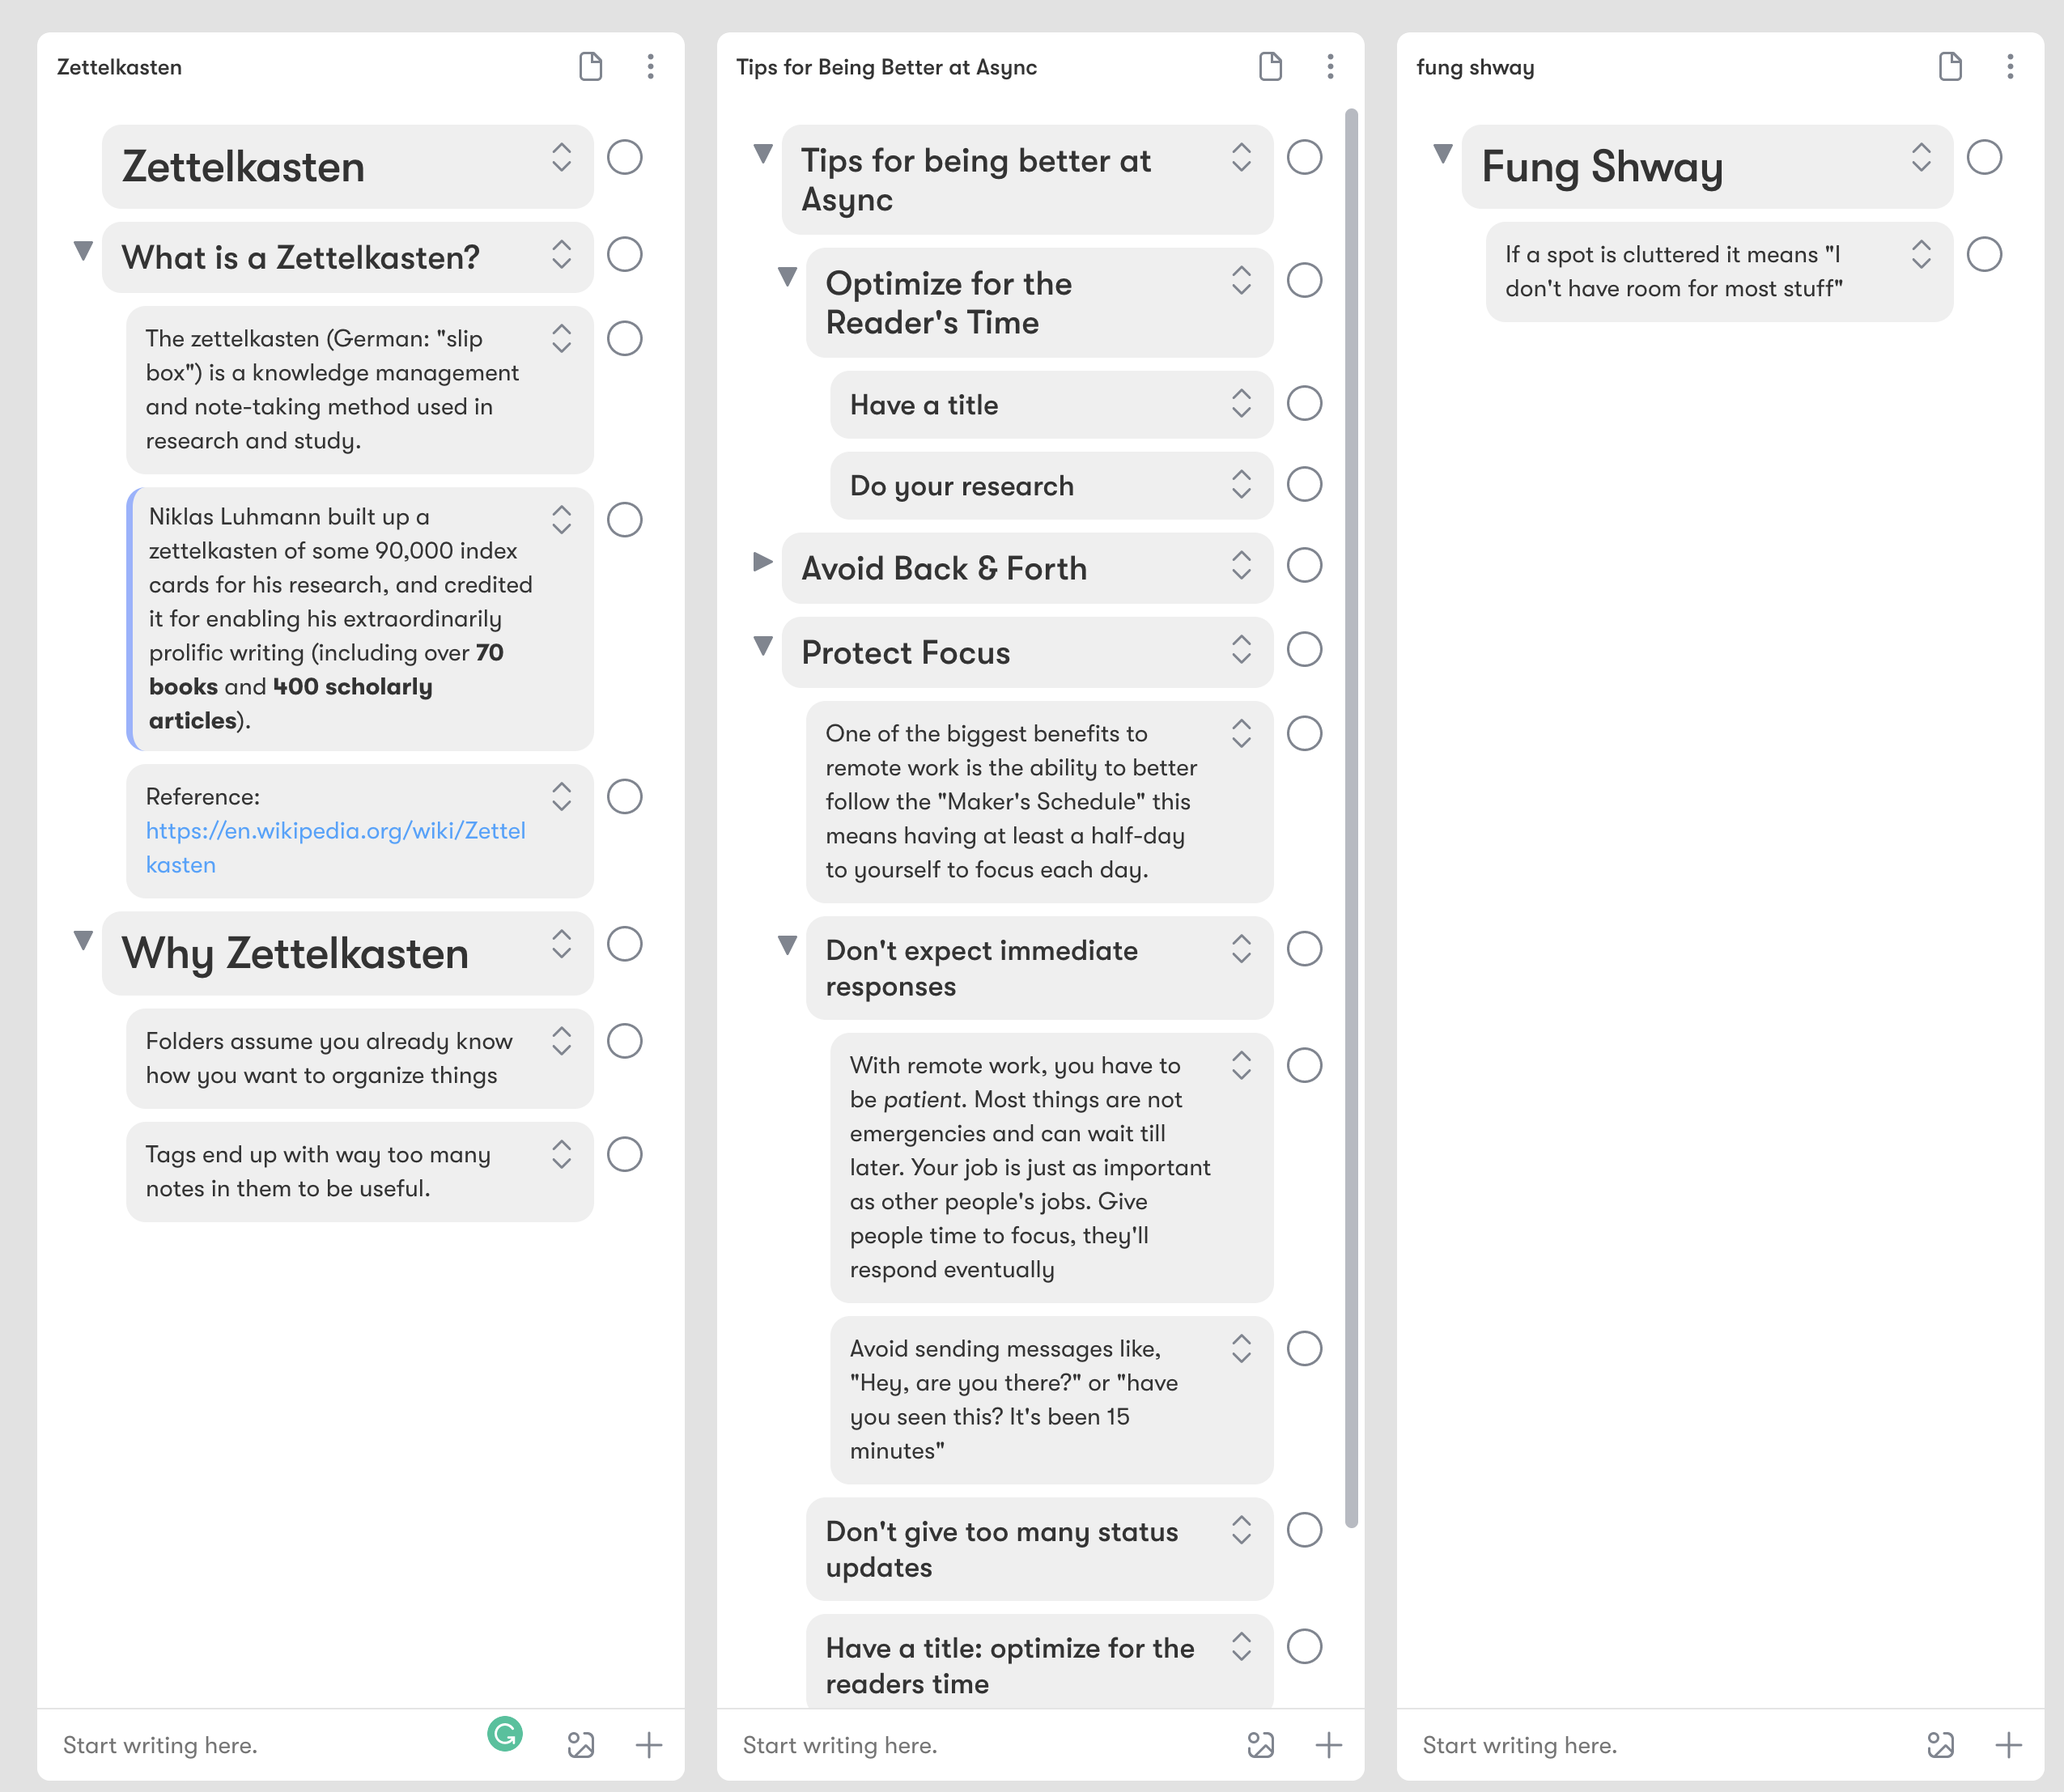 Zettelkasten
Zettelkasten
What is a Zettelkasten?
The zettelkasten (German: "slip
box") is a knowledge management
and note-taking method used in
research and study.
Niklas Luhmann built up a
zettelkasten of some 90,000 index
cards for his research, and credited
it for enabling his extraordinarily
prolific writing (including over 70
books and 400 scholarly
articles).
Reference:
https://en.wikipedia.org/wiki/Zettel
kasten
Why Zettelkasten
Folders assume you already know
how you want to organize things
Tags end up with way too many
notes in them to be useful.
Start writing here.
Tips for Being Better at Async
Tips for being better at
Async
Optimize for the
Reader's Time
Have a title
Do your research
Avoid Back & Forth
Protect Focus
One of the biggest benefits to
remote work is the ability to better
follow the "Maker's Schedule" this
means having at least a half-day
to yourself to focus each day.
Don't expect immediate
responses
With remote work, you have to
be patient. Most things are not
emergencies and can wait till
later. Your job is just as important
as other people's jobs. Give
people time to focus, they'll
respond eventually
Avoid sending messages like,
"Hey, are you there?" or "have
you seen this? It's been 15
minutes"
Don't give too many status
updates
Have a title: optimize for the
readers time
Start writing here.
fung shway
Fung Shway
If a spot is cluttered it means "I
don't have room for most stuff"
Start writing here.